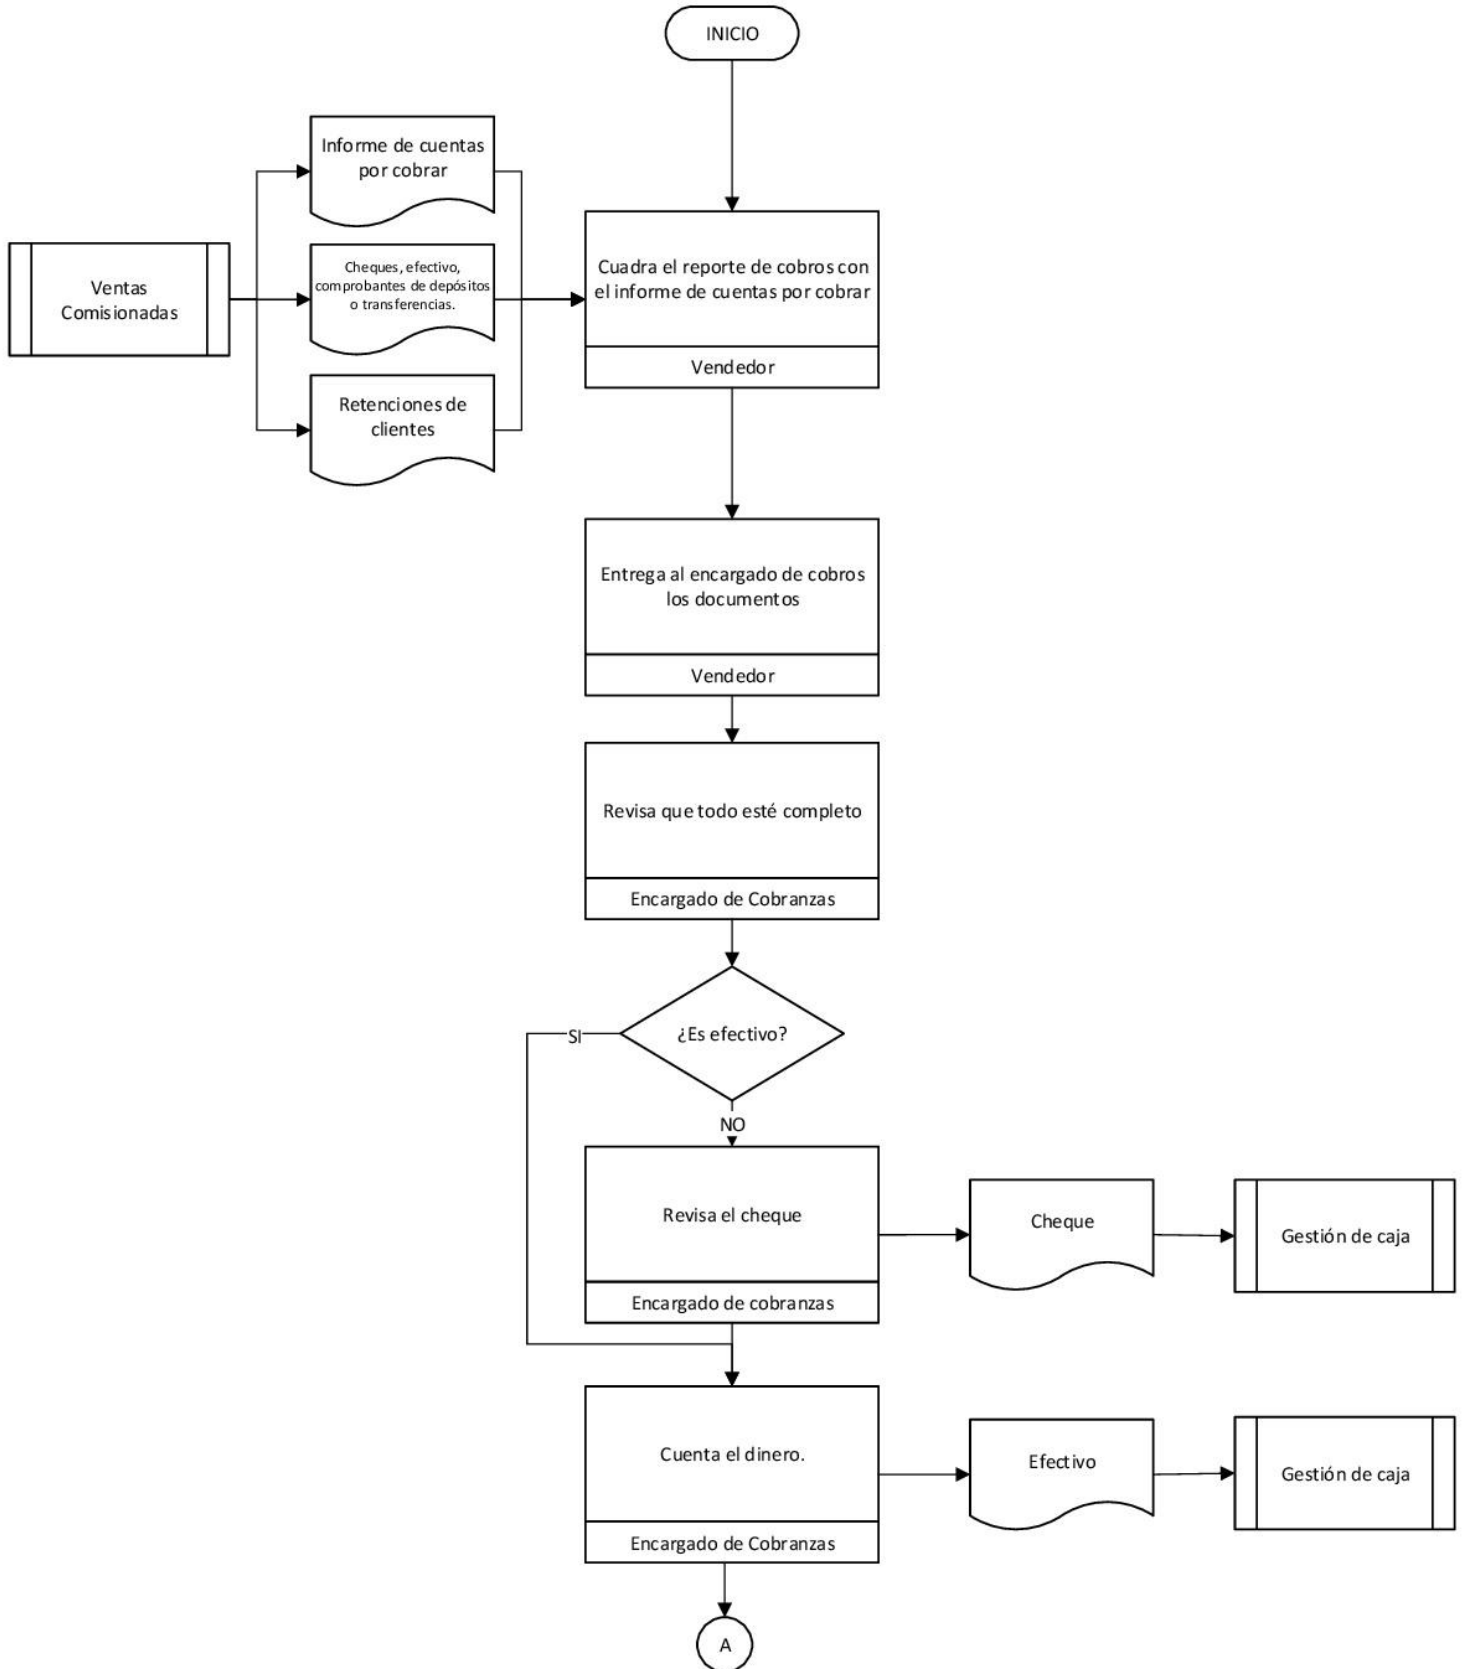 INICIO
Informe de cuentas
por cobrar
Ventas
Comisionadas
Cheques, efectivo,
comprobantes de depósitos
o transferencias.
Retenciones de
clientes
Cuadra el reporte de cobros con
el informe de cuentas por cobrar
Vendedor
Entrega al encargado de cobros
los documentos
Vendedor
Revisa que todo esté completo
Encargado de Cobranzas
¿Es efectivo?
SI
NO
Revisa el cheque
Encargado de cobranzas
Cheque
Gestión de caja
Cuenta el dinero.
Encargado de Cobranzas
Efectivo
Gestión de caja
A